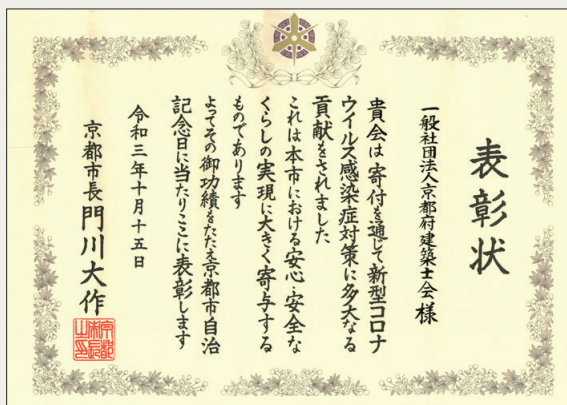 表彰状
一般社団法人京都府建築士会様
貴会は寄付を通じて新型コロナ
ウイルス感染症対策に多大なる
貢献をされました
これは本市における安心・安全な
くらしの実現に大きく寄与する
ものであります
よってその御功績をたたえ京都市自治
記念日に当たりここに表彰します
令和三年十月十五日
京都市長門川大作
京都市長之印